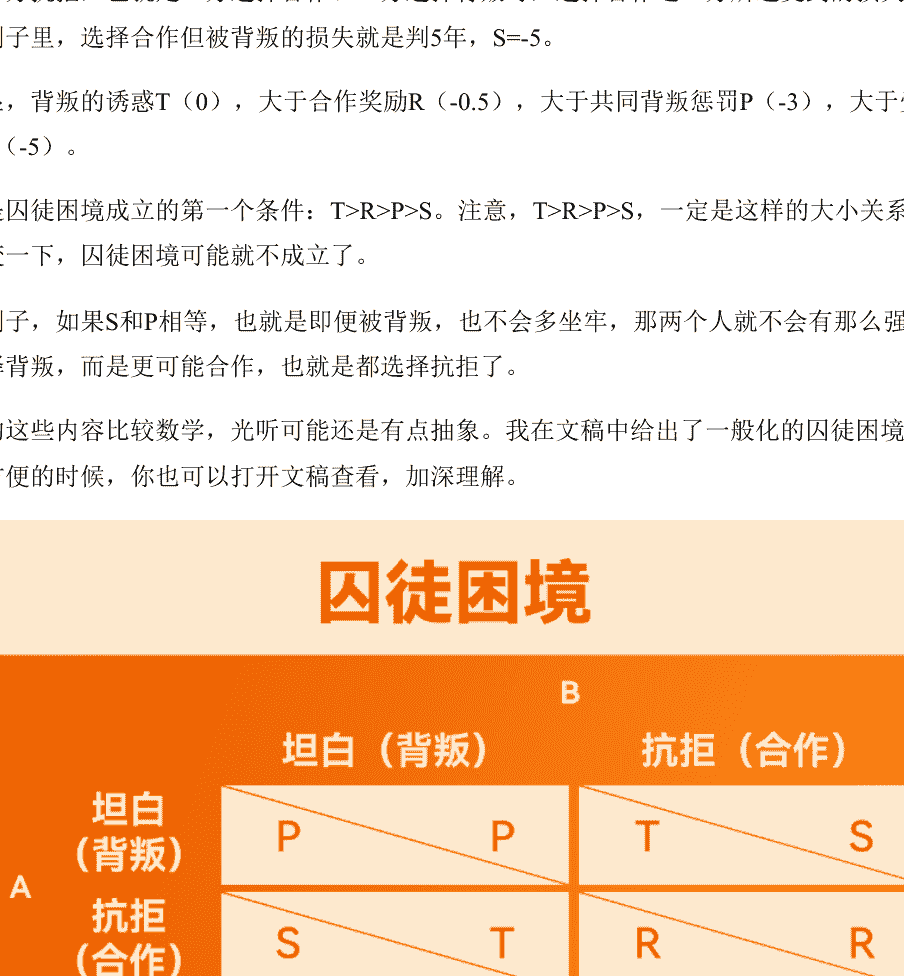 子里，选择合作但被背叛的损失就是判5年，S=-5。
，背叛的诱惑T（0），大于合作奖励R（-0.5），大于共同背叛惩罚P（-3），大于
（-5）。
囚徒困境成立的第一个条件：T>R>P>S。注意，T>R>P>S，一定是这样的大小关系
一下，囚徒困境可能就不成立了。
子，如果S和P相等，也就是即便被背叛，也不会多坐牢，那两个人就不会有那么强
背叛，而是更可能合作，也就是都选择抗拒了。
这些内容比较数学，光听可能还是有点抽象。我在文稿中给出了一般化的囚徒困境
便的时候，你也可以打开文稿查看，加深理解。
囚徒困境
B
坦白（背叛） 抗拒（合作）
坦白
（背叛）
P P T S
A
抗拒
（合作）
S T R R